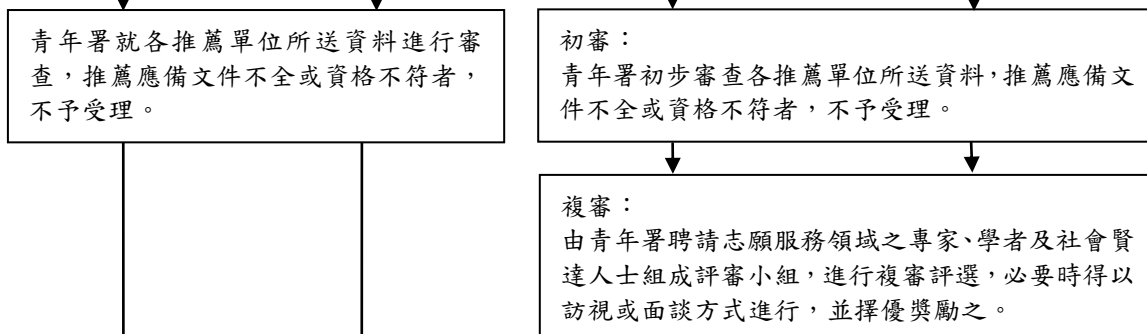 青年署就各推薦單位所送資料進行審
查，推薦應備文件不全或資格不符者，
不予受理。
初審：
青年署初步審查各推薦單位所送資料，推薦應備文
件不全或資格不符者，不予受理。
複審：
由青年署聘請志願服務領域之專家、學者及社會賢
達人士組成評審小組，進行複審評選，必要時得以
訪視或面談方式進行，並擇優獎勵之。